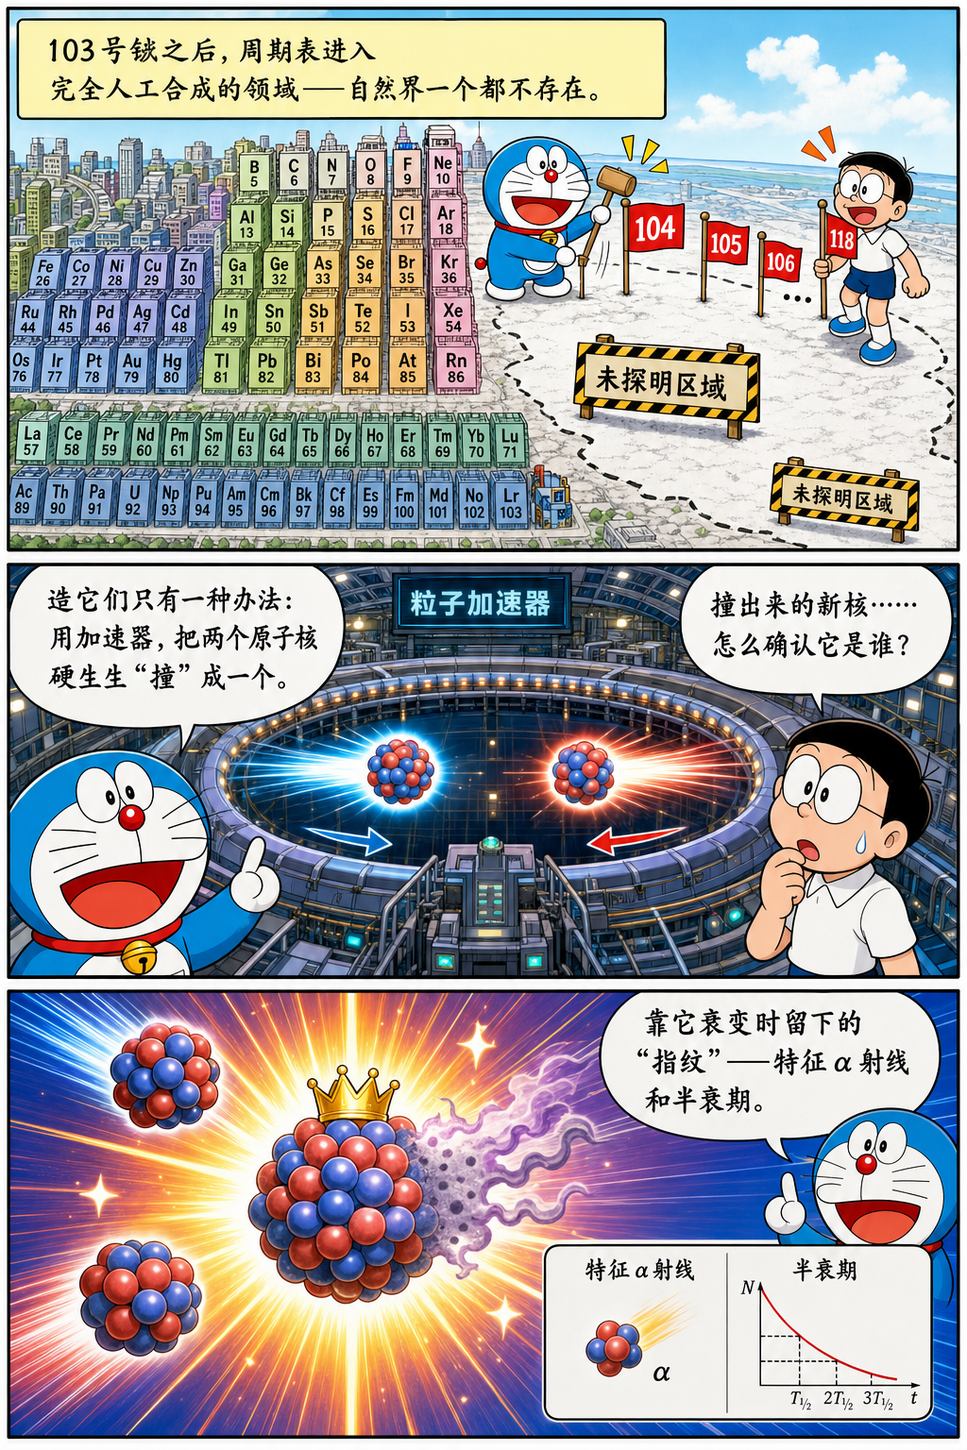 103号铹之后，周期表进入
完全人工合成的领域——自然界一个都不存在。
B C N O F Ne
5 6 7 8 9 10
Al Si P S Cl Ar
13 14 15 16 17 18
Fe Co Ni Cu Zn Ga Ge As Se Br Kr
26 27 28 29 30 31 32 33 34 35 36
Ru Rh Pd Ag Cd In Sn Sb Te I Xe
44 45 46 47 48 49 50 51 52 53 54
Os Ir Pt Au Hg Tl Pb Bi Po At Rn
76 77 78 79 80 81 82 83 84 85 86
La Ce Pr Nd Pm Sm Eu Gd Tb Dy Ho Er Tm Yb Lu
57 58 59 60 61 62 63 64 65 66 67 68 69 70 71
Ac Th Pa U Np Pu Am Cm Bk Cf Es Fm Md No Lr
89 90 91 92 93 94 95 96 97 98 99 100 101 102 103
104
105
106
...
118
未探明区域
未探明区域
造它们只有一种办法：
用加速器，把两个原子核
硬生生“撞”成一个。
粒子加速器
撞出来的新核……
怎么确认它是谁？
靠它衰变时留下的
“指纹”——特征α射线
和半衰期。
特征α射线
α
半衰期
N
T½ 2T½ 3T½ t